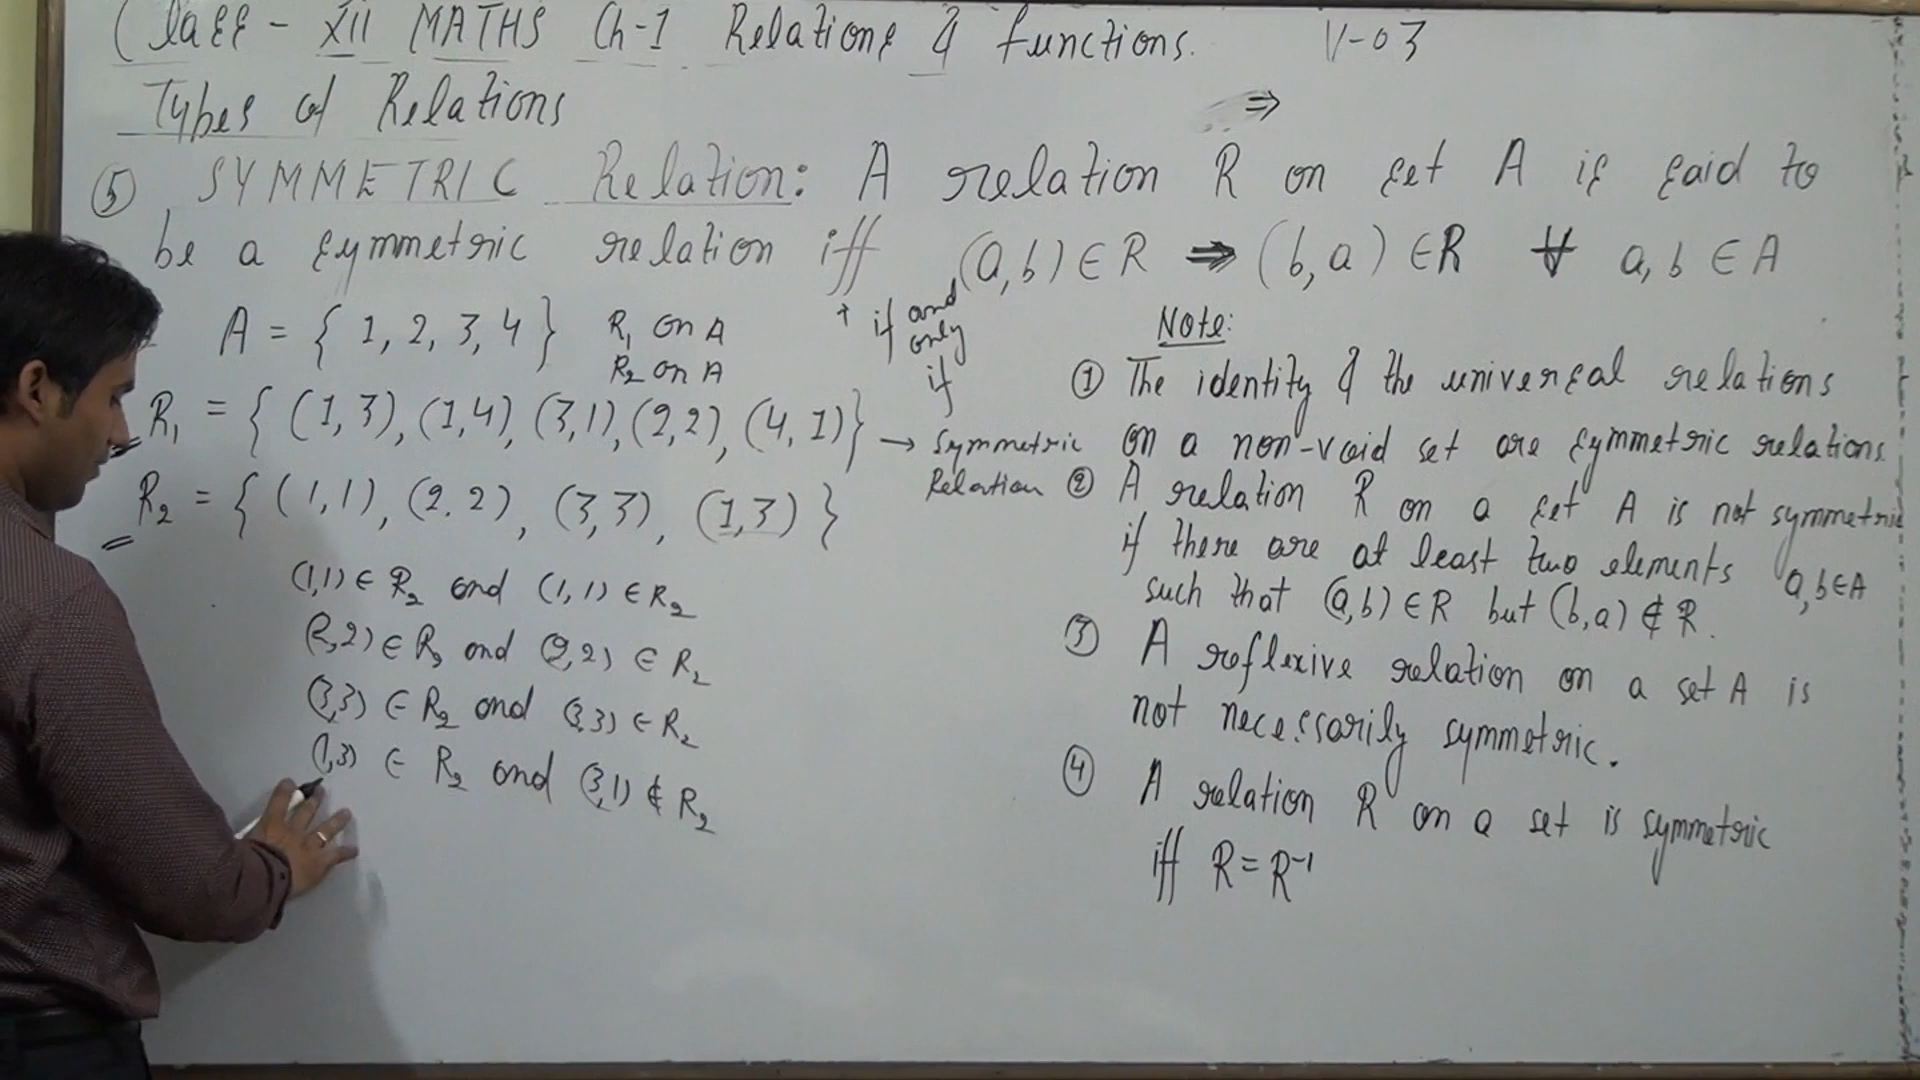 Class - XII MATHS Ch-1 Relations & functions. V-03
Types of Relations
⇒
⑤ SYMMETRIC Relation: A relation R on set A is said to
be a symmetric relation iff (a,b) ∈ R ⇒ (b,a) ∈ R ∀ a, b ∈ A
if and
only
if
A = { 1, 2, 3, 4 } R₁ on A
R₂ on A
R₁ = { (1,3), (1,4), (3,1), (2,2), (4,1)} → Symmetric
Relation
R₂ = { (1,1), (2,2), (3,3), (1,3) }
(1,1) ∈ R₂ and (1,1) ∈ R₂
(2,2) ∈ R₂ and (2,2) ∈ R₂
(3,3) ∈ R₂ and (3,3) ∈ R₂
(1,3) ∈ R₂ and (3,1) ∉ R₂
Note:
① The identity & the universal relations
on a non-void set are symmetric relations
② A relation R on a set A is not symmetric
if there are at least two elements a,b∈A
such that (a,b) ∈ R but (b,a) ∉ R.
③ A reflexive relation on a set A is
not necessarily symmetric.
④ A relation R on a set is symmetric
iff R = R⁻¹